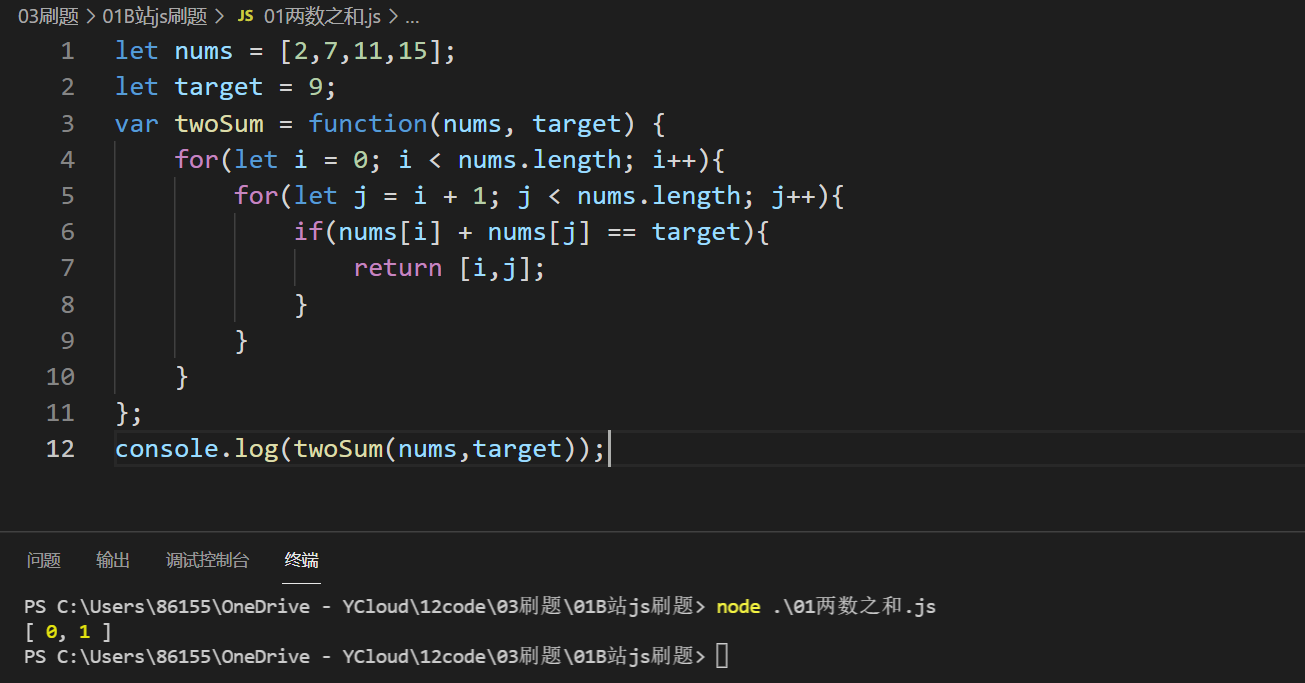 03刷题 > 01B站js刷题 > JS 01两数之和.js > ...
1 let nums = [2,7,11,15];
2 let target = 9;
3 var twoSum = function(nums, target) {
4     for(let i = 0; i < nums.length; i++){
5         for(let j = i + 1; j < nums.length; j++){
6             if(nums[i] + nums[j] == target){
7                 return [i,j];
8             }
9         }
10     }
11 };
12 console.log(twoSum(nums,target));
问题 输出 调试控制台 终端
PS C:\Users\86155\OneDrive - YCloud\12code\03刷题\01B站js刷题> node .\01两数之和.js
[ 0, 1 ]
PS C:\Users\86155\OneDrive - YCloud\12code\03刷题\01B站js刷题>